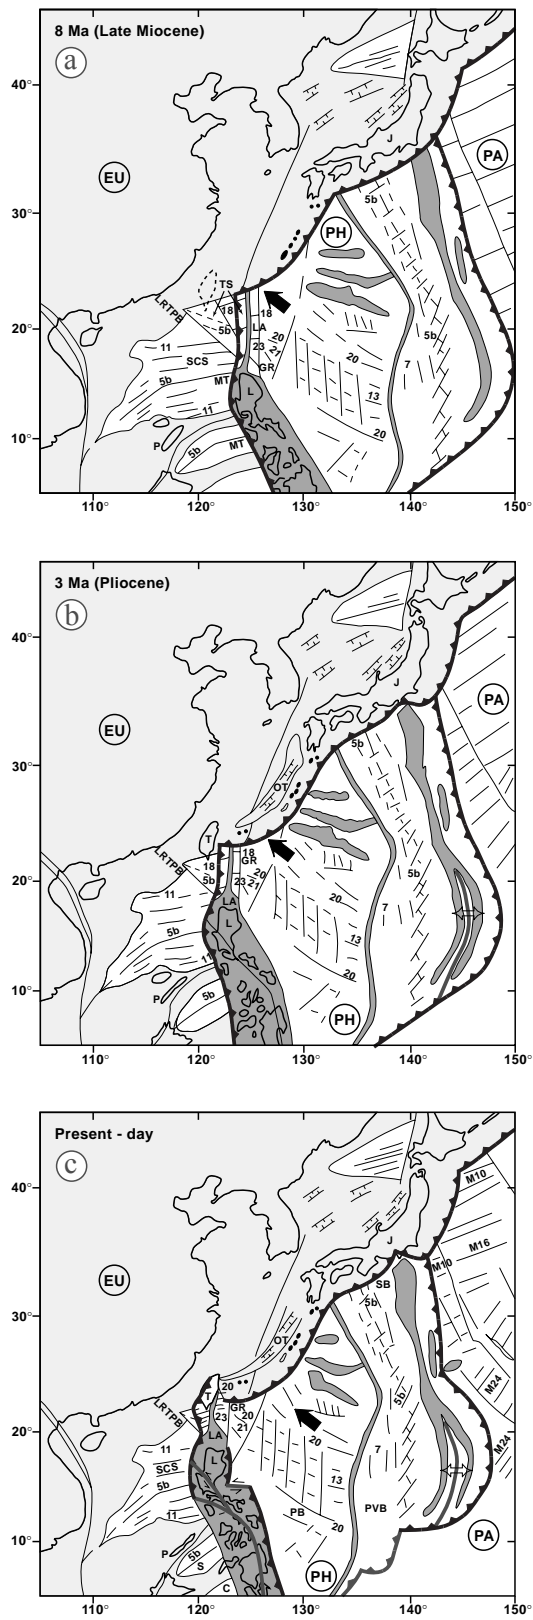 8 Ma (Late Miocene)
a
40°
J
PA
EU
5b
30°
PH
TS
LRTPB
18
18
LA
20°
5b
20
11
23
21
5b
SCS
GR
20
7
5b
MT
L
13
11
20
P
MT
10°
5b
110° 120° 130° 140° 150°
3 Ma (Pliocene)
b
40°
J
PA
EU
5b
30°
OT
T
LRTPB
18
GR
18
20
5b
20°
5b
23
21
11
LA
20
7
5b
L
13
11
20
P
5b
10°
PH
110° 120° 130° 140° 150°
Present - day
c
M10
40°
J
M16
M10
EU
SB
5b
30°
OT
M24
20
T
5b
LRTPB
GR
23
20
20°
21
LA
20
M24
11
7
SCS
L
13
5b
11
PB
PVB
20
PA
10°
P
5b
S
PH
C
110° 120° 130° 140° 150°